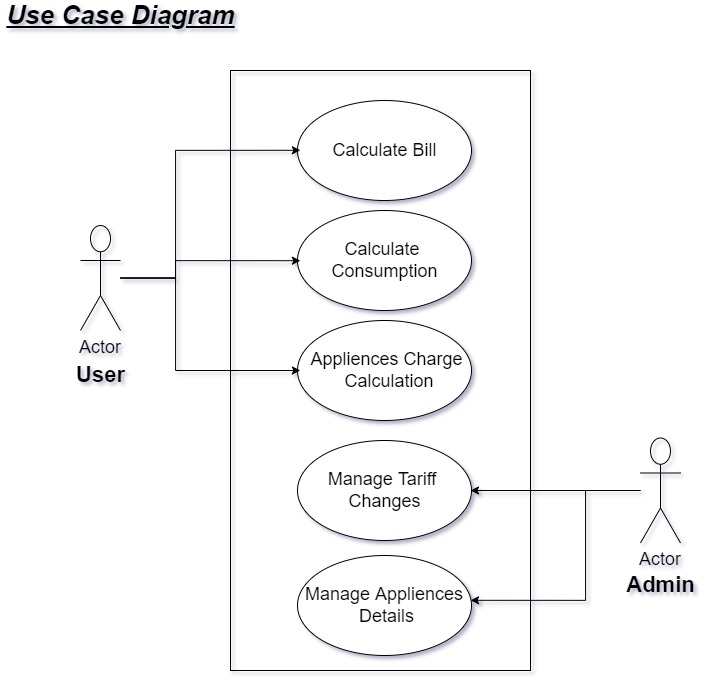 Use Case Diagram
Calculate Bill
Calculate
Consumption
Actor
User
Appliences Charge
Calculation
Manage Tariff
Changes
Actor
Admin
Manage Appliences
Details